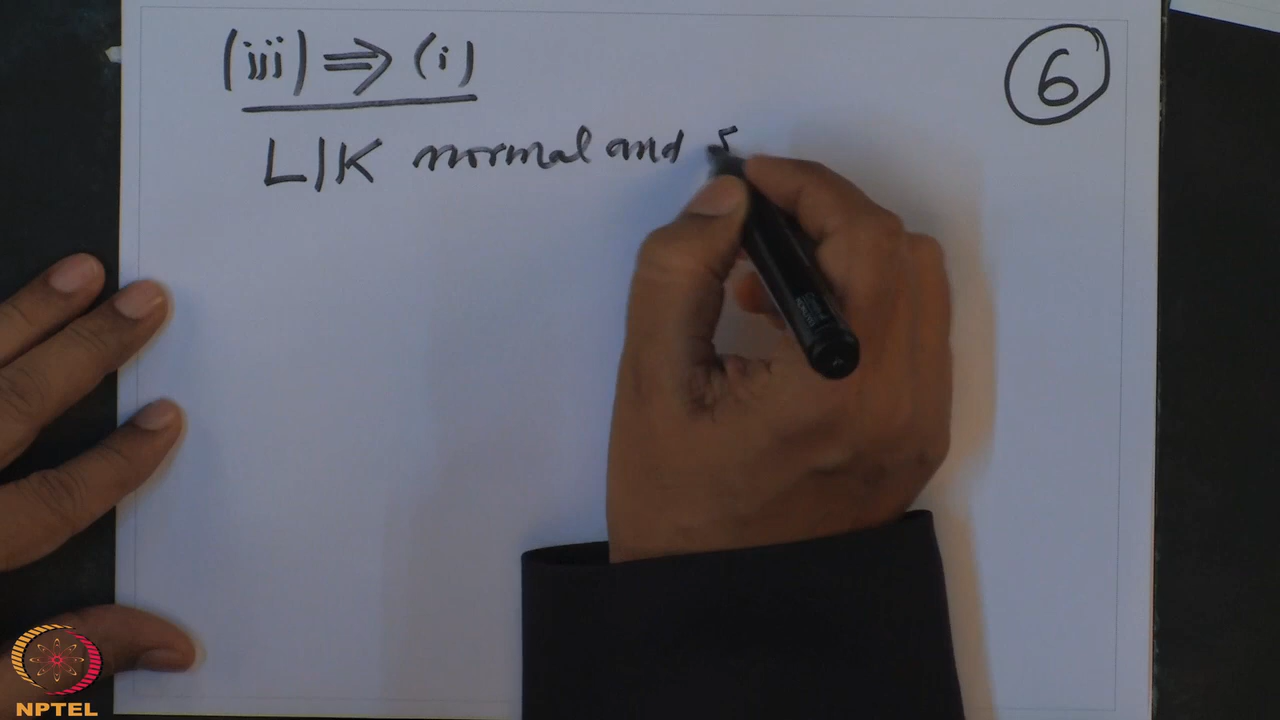 (iii) ⇒ (i)
6
L|K normal and
NPTEL